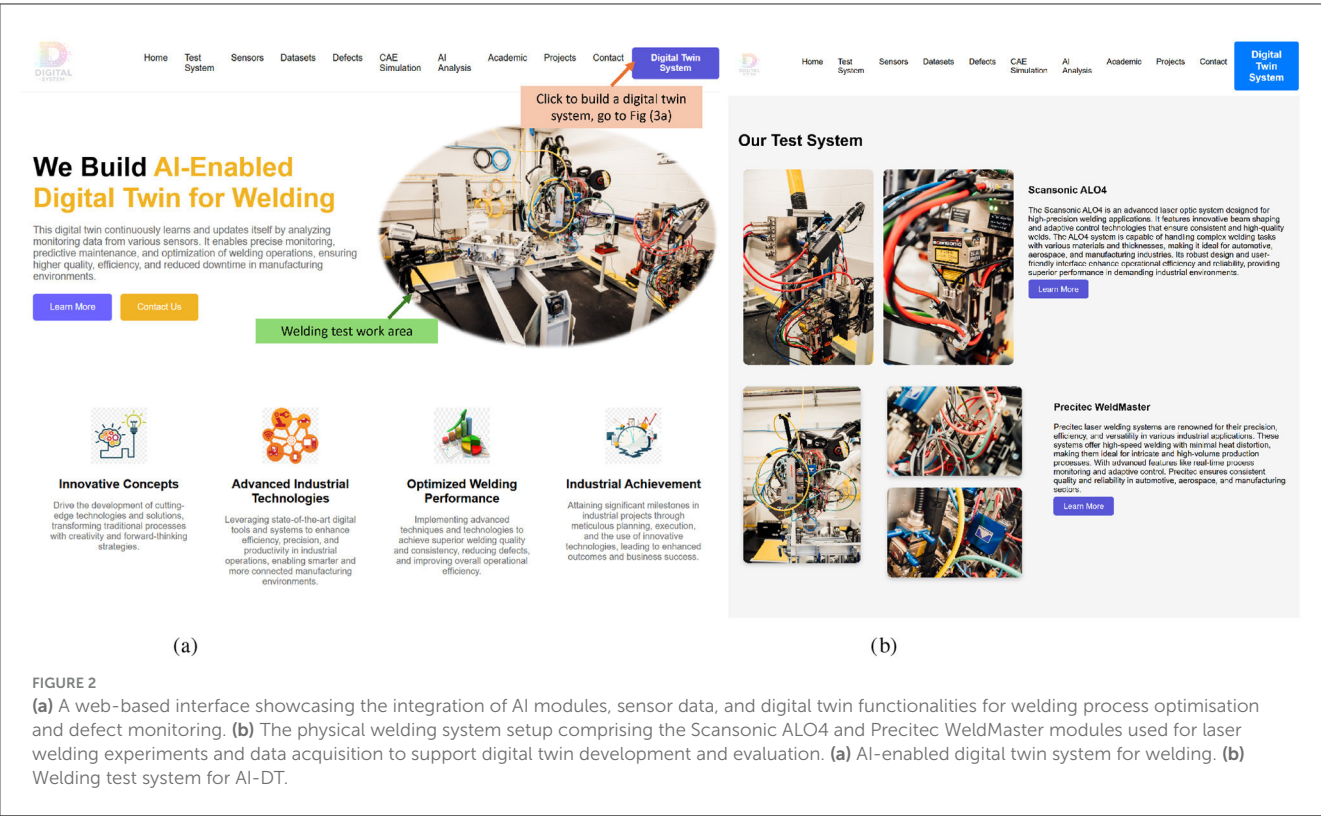 DIGITAL
SYSTEM
Home
Test
System
Sensors
Datasets
Defects
CAE
Simulation
AI
Analysis
Academic
Projects
Contact
Digital Twin
System
Click to build a digital twin
system, go to Fig (3a)
We Build AI-Enabled
Digital Twin for Welding
This digital twin continuously learns and updates itself by analyzing
monitoring data from various sensors. It enables precise monitoring,
predictive maintenance, and optimization of welding operations, ensuring
higher quality, efficiency, and reduced downtime in manufacturing
environments.
Learn More
Contact Us
Welding test work area
Innovative Concepts
Drive the development of cutting-
edge technologies and solutions,
transforming traditional processes
with creativity and forward-thinking
strategies.
Advanced Industrial
Technologies
Leveraging state-of-the-art digital
tools and systems to enhance
efficiency, precision, and
productivity in industrial
operations, enabling smarter and
more connected manufacturing
environments.
Optimized Welding
Performance
Implementing advanced
techniques and technologies to
achieve superior welding quality
and consistency, reducing defects,
and improving overall operational
efficiency.
Industrial Achievement
Attaining significant milestones in
industrial projects through
meticulous planning, execution,
and the use of innovative
technologies, leading to enhanced
outcomes and business success.
(a)
DIGITAL
Home
Test
System
Sensors
Datasets
Defects
CAE
Simulation
AI
Analysis
Academic
Projects
Contact
Digital
Twin
System
Our Test System
SCANSONIC
Scansonic ALO4
The Scansonic ALO4 is an advanced laser optic system designed for
high-precision welding applications. It features innovative beam shaping
and adaptive control technologies that ensure consistent and high-quality
welds. The ALO4 system is capable of handling complex welding tasks
with various materials and thicknesses, making it ideal for automotive,
aerospace, and manufacturing industries. Its robust design and user-
friendly interface enhance operational efficiency and reliability, providing
superior performance in demanding industrial environments.
Learn More
Precitec WeldMaster
Precitec laser welding systems are renowned for their precision,
efficiency, and versatility in various industrial applications. These
systems offer high-speed welding with minimal heat distortion,
making them ideal for intricate and high-volume production
processes. With advanced features like real-time process
monitoring and adaptive control, Precitec ensures consistent
quality and reliability in automotive, aerospace, and manufacturing
sectors.
Learn More
(b)
FIGURE 2
(a) A web-based interface showcasing the integration of AI modules, sensor data, and digital twin functionalities for welding process optimisation
and defect monitoring. (b) The physical welding system setup comprising the Scansonic ALO4 and Precitec WeldMaster modules used for laser
welding experiments and data acquisition to support digital twin development and evaluation. (a) AI-enabled digital twin system for welding. (b)
Welding test system for AI-DT.